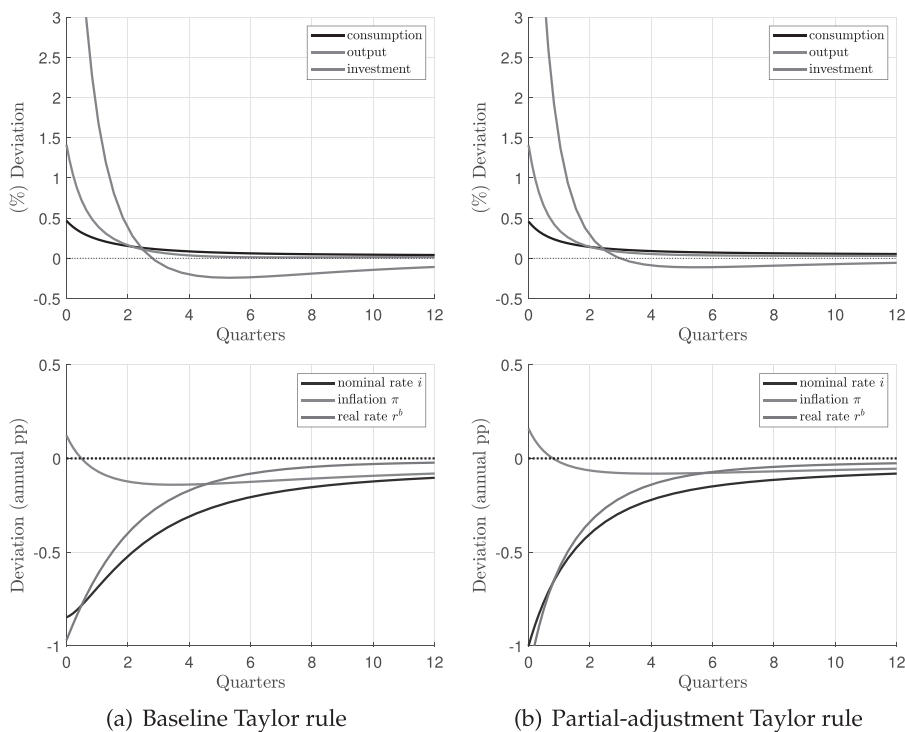 3
2.5
2
1.5
1
0.5
0
-0.5
(%) Deviation
consumption
output
investment
0 2 4 6 8 10 12
Quarters
3
2.5
2
1.5
1
0.5
0
-0.5
(%) Deviation
consumption
output
investment
0 2 4 6 8 10 12
Quarters
0.5
0
-0.5
-1
Deviation (annual pp)
nominal rate i
inflation π
real rate r^b
0 2 4 6 8 10 12
Quarters
(a) Baseline Taylor rule
0.5
0
-0.5
-1
Deviation (annual pp)
nominal rate i
inflation π
real rate r^b
0 2 4 6 8 10 12
Quarters
(b) Partial-adjustment Taylor rule